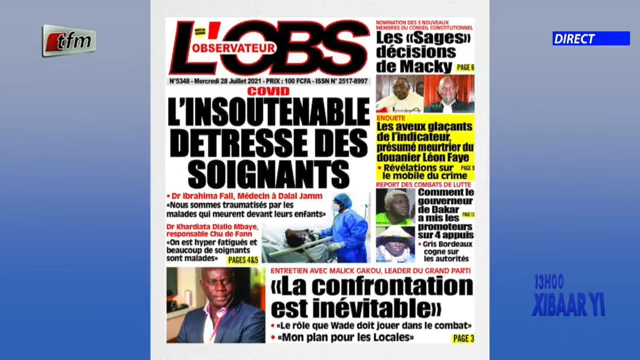 tfm
DIRECT
L'OBS
L'OBSERVATEUR
N°5348 - Mercredi 28 Juillet 2021 - PRIX : 100 FCFA - ISSN N° 2517-8997
COVID
L'INSOUTENABLE
DETRESSE DES
SOIGNANTS
• Dr Ibrahima Fall, Médecin à Dalal Jamm
«Nous sommes traumatisés par les
malades qui meurent devant leurs enfants»
Dr Khardiata Diallo Mbaye,
responsable Chu de Fann
«On est hyper fatigués et
beaucoup de soignants
sont malades»
PAGES 4&5
NOMINATION DES 3 NOUVEAUX
MEMBRES DU CONSEIL CONSTITUTIONNEL
Les «Sages»
décisions
de Macky
PAGE 6
ENQUETE
Les aveux glaçants
de l'indicateur,
présumé meurtrier du
douanier Léon Faye
• Révélations sur
le mobile du crime
PAGE 9
REPORT DES COMBATS DE LUTTE
Comment le
gouverneur
de Dakar
a mis les
promoteurs
sur 4 appuis
PAGE 12
• Gris Bordeaux
cogne sur
les autorités
ENTRETIEN AVEC MALICK GAKOU, LEADER DU GRAND PARTI
«La confrontation
est inévitable»
• «Le rôle que Wade doit jouer dans le combat»
• «Mon plan pour les Locales»
PAGE 3
13H00
XIBAAR YI